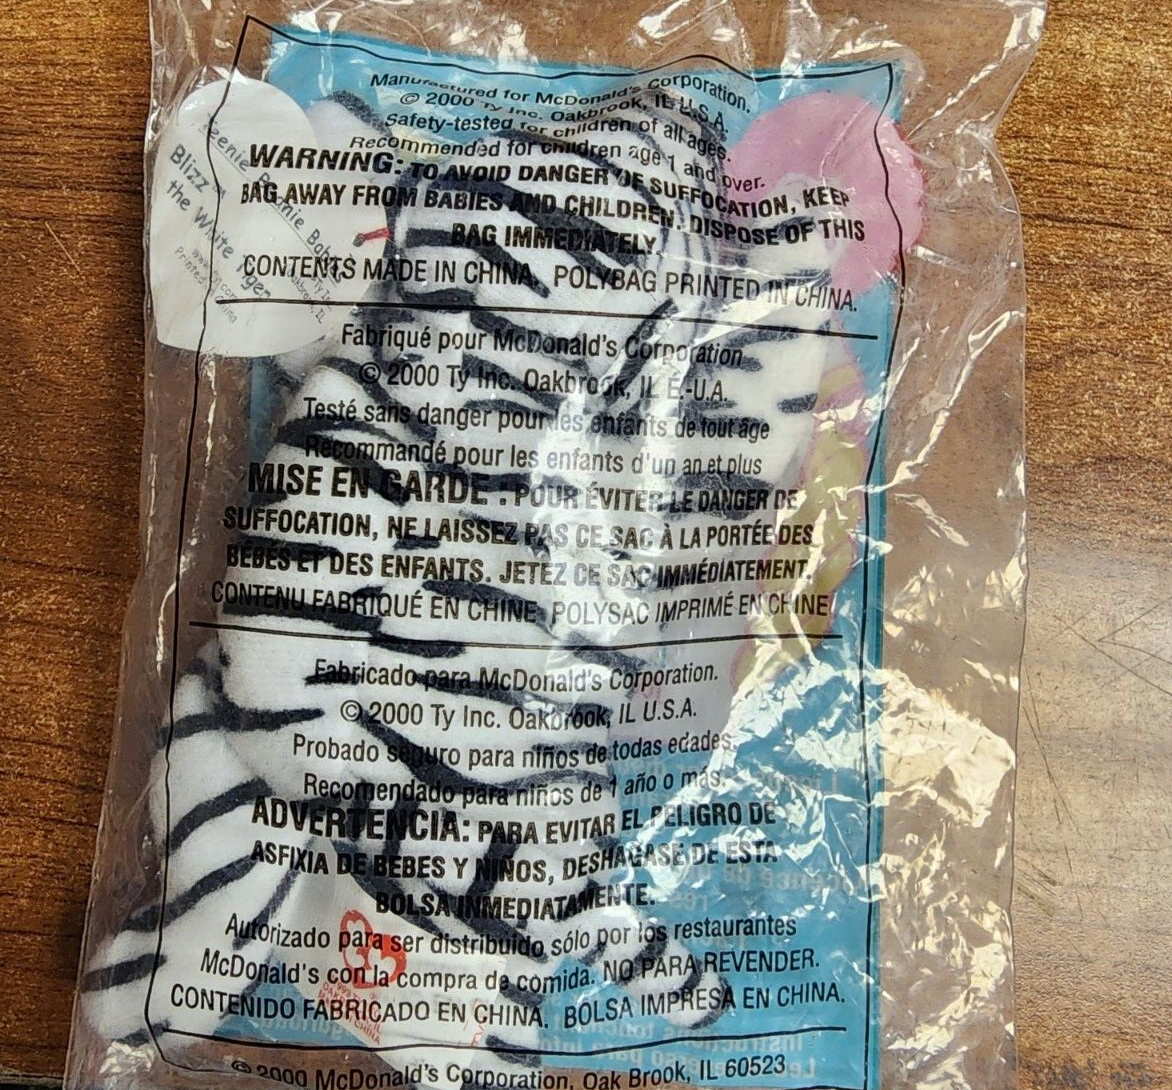 Manufactured for McDonald's Corporation.
© 2000 Ty Inc. Oakbrook, IL U.S.A.
Safety-tested for children of all ages.
Recommended for children age 1 and over.
WARNING: TO AVOID DANGER OF SUFFOCATION, KEEP
BAG AWAY FROM BABIES AND CHILDREN. DISPOSE OF THIS
BAG IMMEDIATELY.
CONTENTS MADE IN CHINA. POLYBAG PRINTED IN CHINA.
Teenie Beanie Babies
Blizz
the White Tiger
Fabriqué pour McDonald's Corporation
© 2000 Ty Inc. Oakbrook, IL É.-U.A.
Testé sans danger pour les enfants de tout âge
Recommandé pour les enfants d'un an et plus
MISE EN GARDE : POUR ÉVITER LE DANGER DE
SUFFOCATION, NE LAISSEZ PAS CE SAC À LA PORTÉE DES
BÉBÉS ET DES ENFANTS. JETEZ CE SAC IMMÉDIATEMENT.
CONTENU FABRIQUÉ EN CHINE POLYSAC IMPRIMÉ EN CHINE
Fabricado para McDonald's Corporation.
© 2000 Ty Inc. Oakbrook, IL U.S.A.
Probado seguro para niños de todas edades.
Recomendado para niños de 1 año o más.
ADVERTENCIA: PARA EVITAR EL PELIGRO DE
ASFIXIA DE BEBES Y NIÑOS, DESHAGASE DE ESTA
BOLSA INMEDIATAMENTE.
Autorizado para ser distribuido sólo por los restaurantes
McDonald's con la compra de comida. NO PARA REVENDER.
CONTENIDO FABRICADO EN CHINA. BOLSA IMPRESA EN CHINA.
© 2000 McDonald's Corporation, Oak Brook, IL 60523